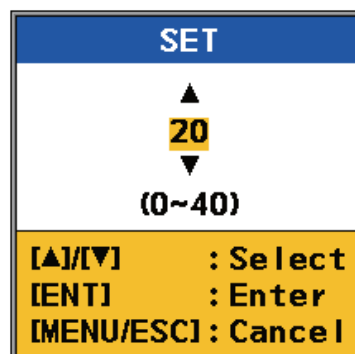 SET
▲
20
▼
(0~40)
[▲]/[▼] : Select
[ENT] : Enter
[MENU/ESC] : Cancel